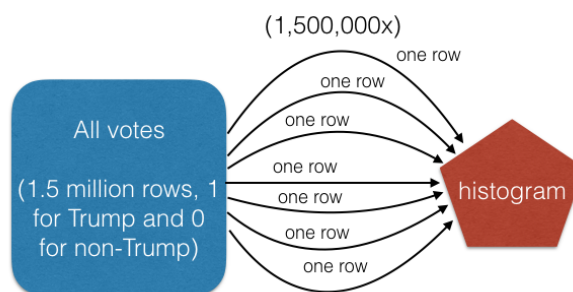 (1,500,000x)
one row
one row
one row
one row
one row
one row
one row
All votes
(1.5 million rows, 1
for Trump and 0
for non-Trump)
histogram